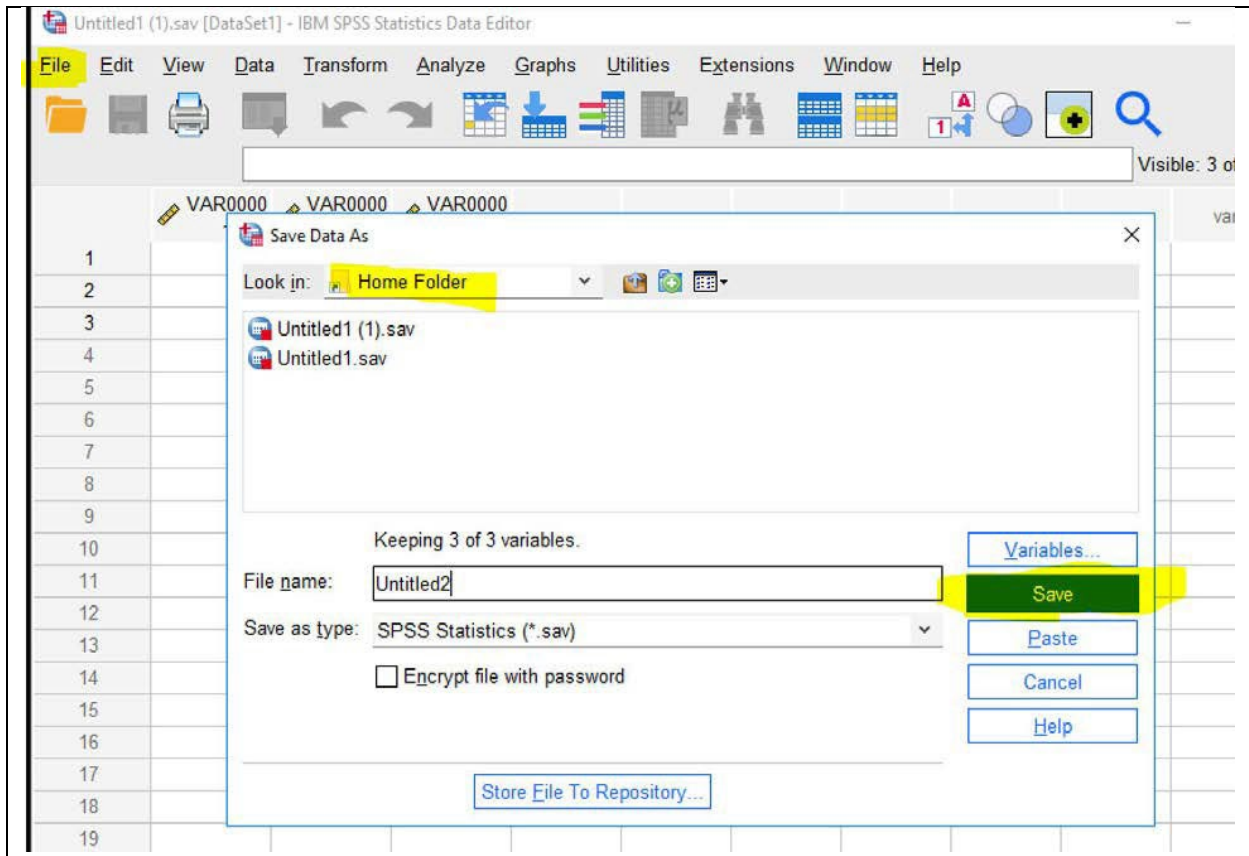 Untitled1 (1).sav [DataSet1] - IBM SPSS Statistics Data Editor
File Edit View Data Transform Analyze Graphs Utilities Extensions Window Help
A
1
μ
Visible: 3 of
VAR0000 VAR0000 VAR0000
var
Save Data As
Look in: Home Folder
Untitled1 (1).sav
Untitled1.sav
Keeping 3 of 3 variables.
File name: Untitled2
Save as type: SPSS Statistics (*.sav)
Encrypt file with password
Variables...
Save
Paste
Cancel
Help
Store File To Repository...
1
2
3
4
5
6
7
8
9
10
11
12
13
14
15
16
17
18
19